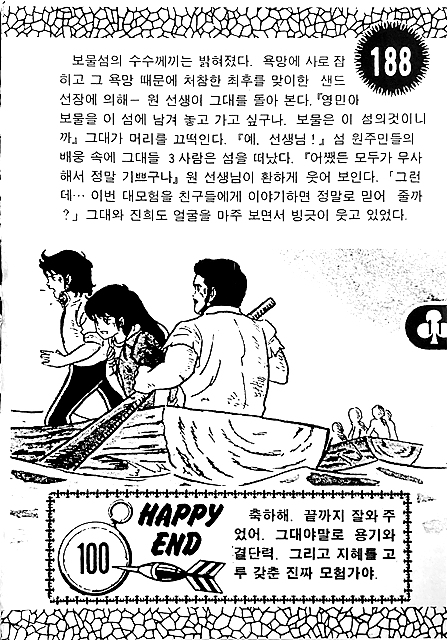 188
보물섬의 수수께끼는 밝혀졌다. 욕망에 사로잡
히고 그 욕망 때문에 처참한 최후를 맞이한 샌드
선장에 의해— 원 선생이 그대를 돌아 본다.『영민아
보물을 이 섬에 남겨 놓고 가고 싶구나. 보물은 이 섬의것이니
까』그대가 머리를 끄떡인다.『예, 선생님!』섬 원주민들의
배웅 속에 그대들 3사람은 섬을 떠났다.『어쨌든 모두가 무사
해서 정말 기쁘구나』원 선생님이 환하게 웃어 보인다.「그런
데… 이번 대모험을 친구들에게 이야기하면 정말로 믿어 줄까
?」그대와 진희도 얼굴을 마주 보면서 빙긋이 웃고 있었다.
HAPPY
END
100
축하해. 끝까지 잘와주
었어. 그대야말로 용기와
결단력, 그리고 지혜를 고
루 갖춘 진짜 모험가야.